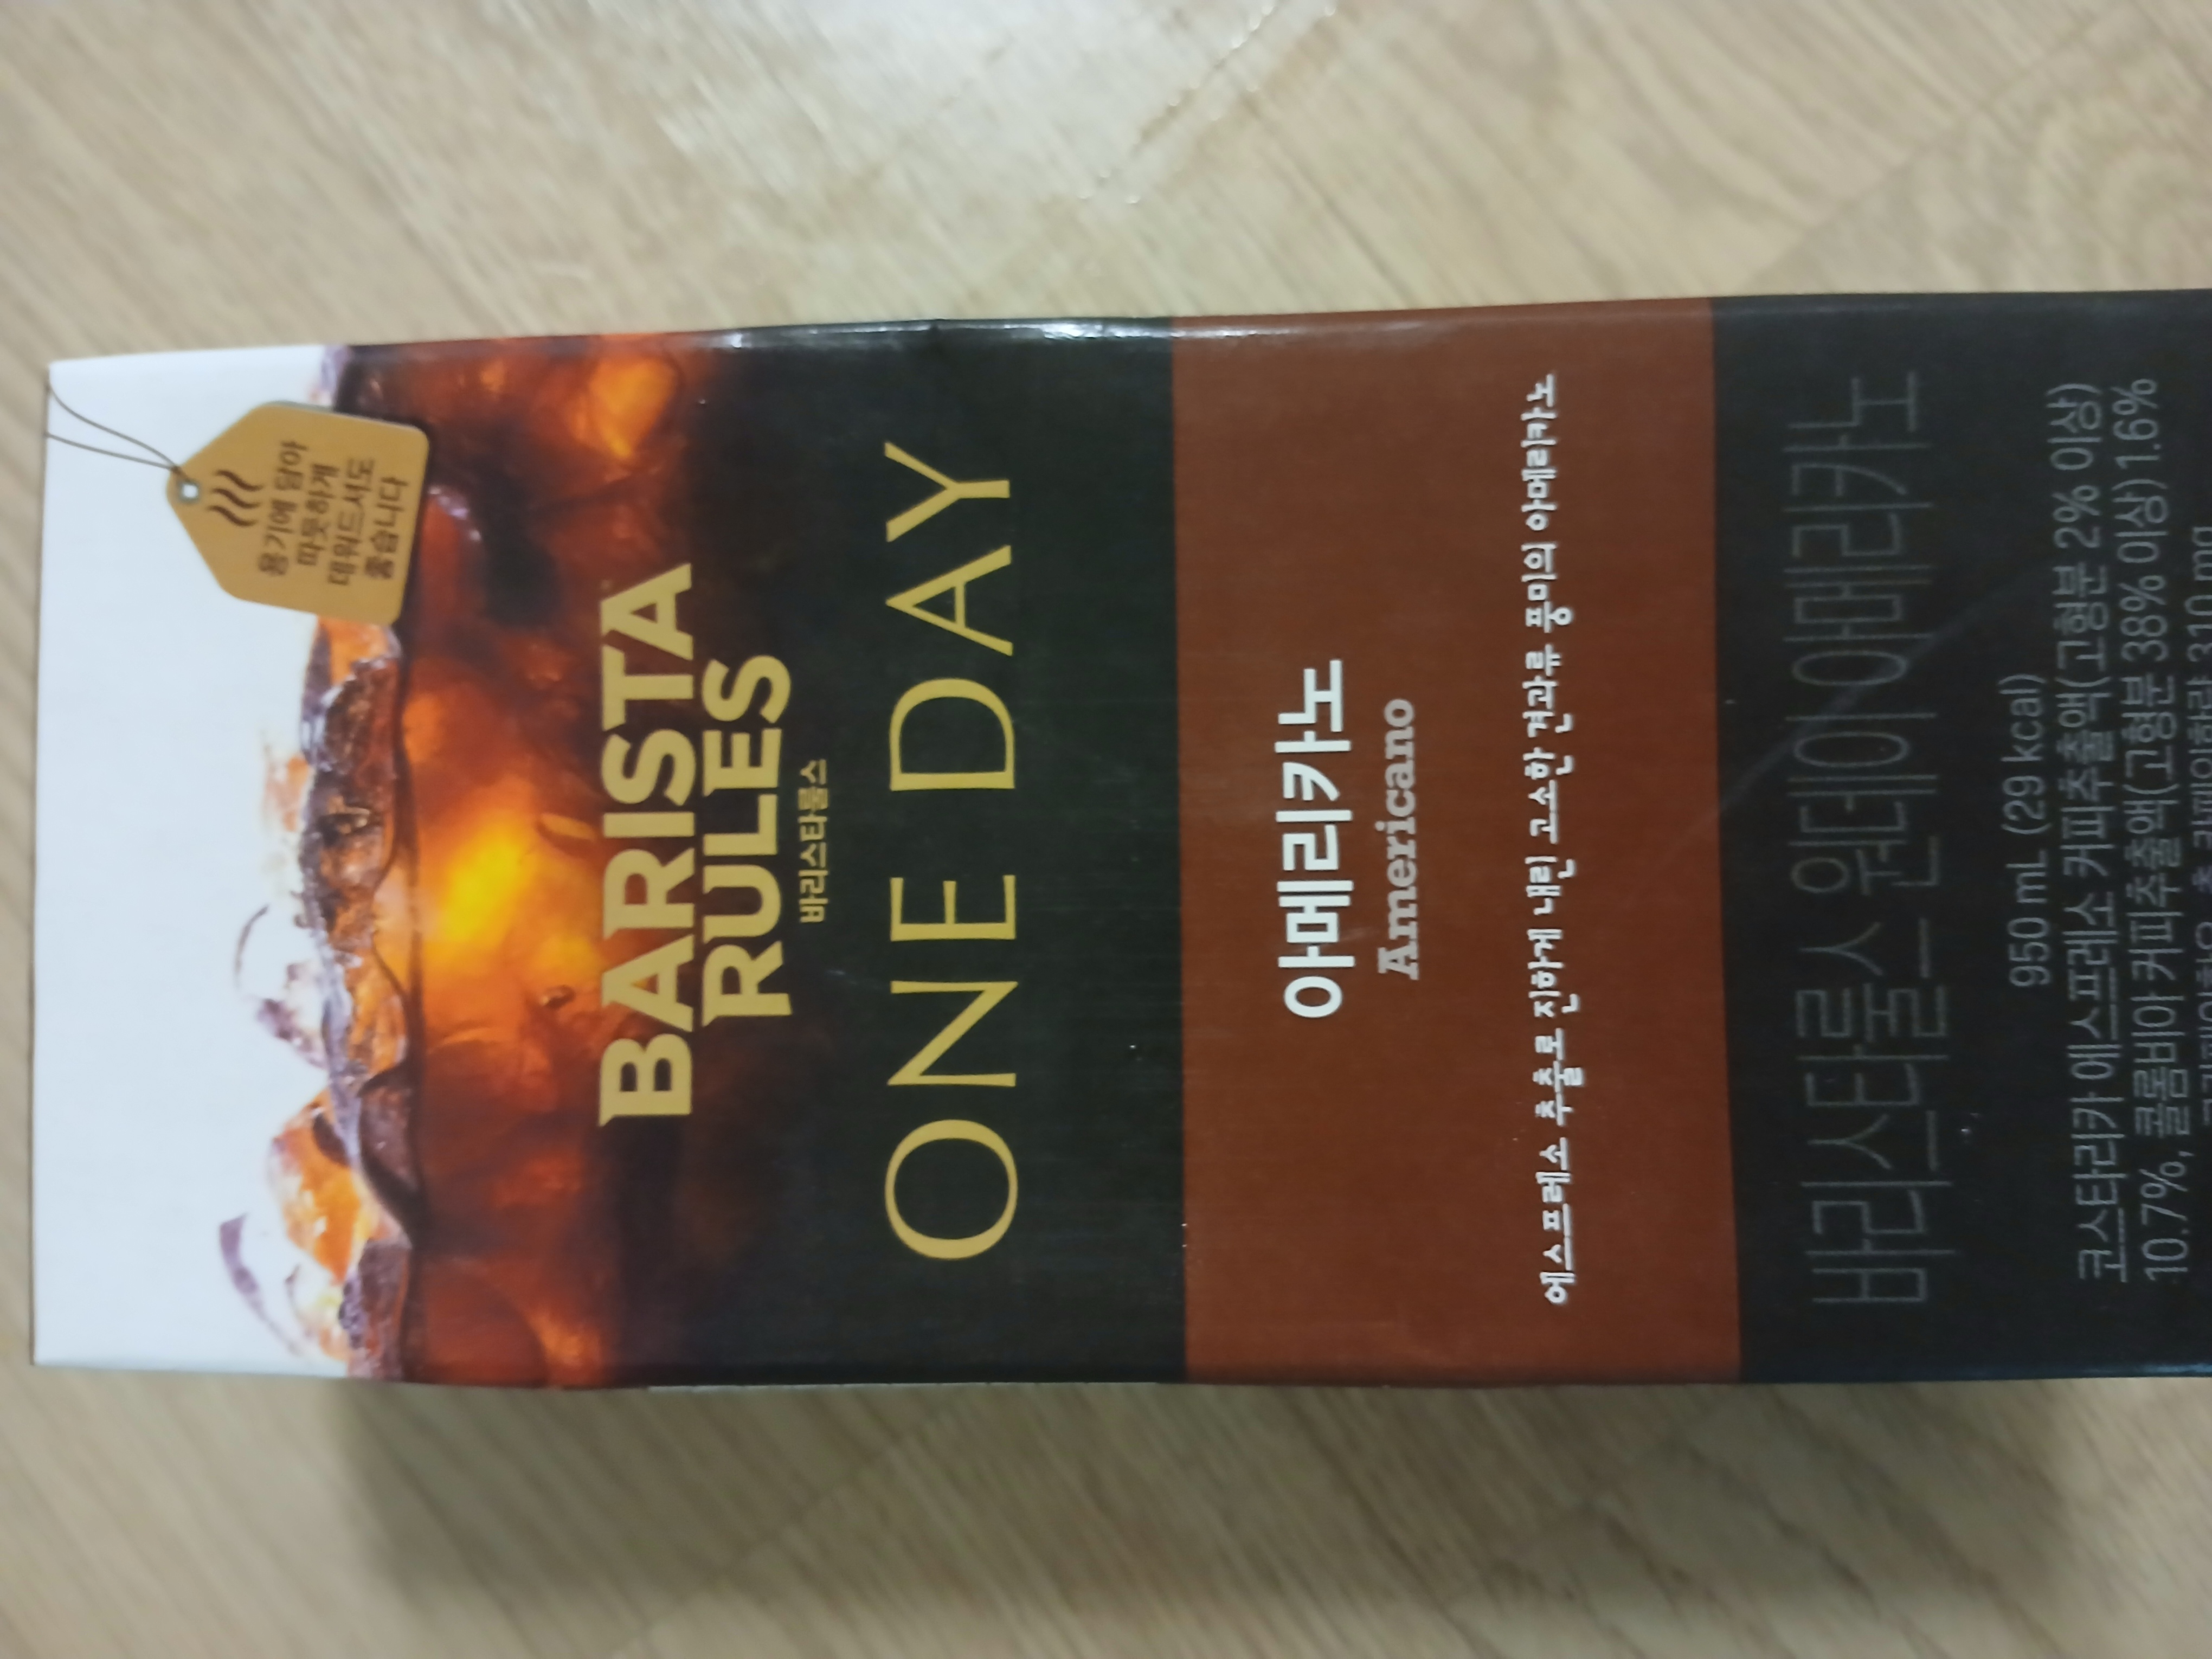 용기에 담아
따뜻하게
데워드셔도
좋습니다
BARISTA
RULES
바리스타룰스
ONE DAY
아메리카노
Americano
에스프레소 추출로 진하게 내린 고소한 견과류 풍미의 아메리카노
바리스타룰스 원데이 아메리카노
950 mL (29 kcal)
코스타리카 에스프레소 커피추출액(고형분 2% 이상)
10.7%, 콜롬비아 커피추출액(고형분 38% 이상) 1.6%
310 mg